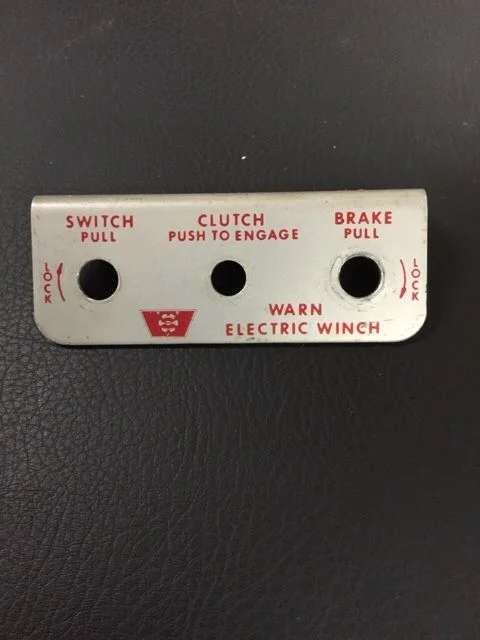 SWITCH
PULL
CLUTCH
PUSH TO ENGAGE
BRAKE
PULL
LOCK
LOCK
WARN
ELECTRIC WINCH